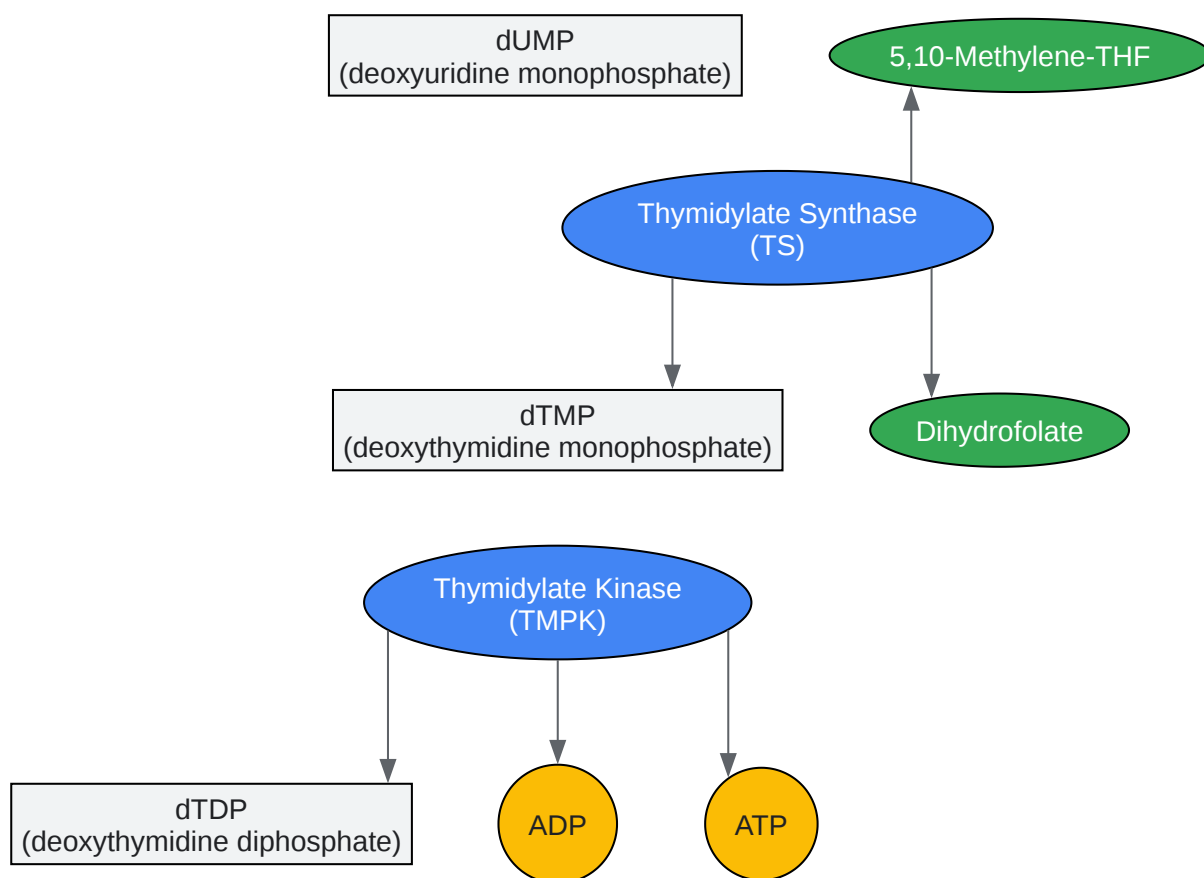 dUMP
(deoxyuridine monophosphate)
5,10-Methylene-THF
Thymidylate Synthase
(TS)
dTMP
(deoxythymidine monophosphate)
Dihydrofolate
Thymidylate Kinase
(TMPK)
dTDP
(deoxythymidine diphosphate)
ADP
ATP